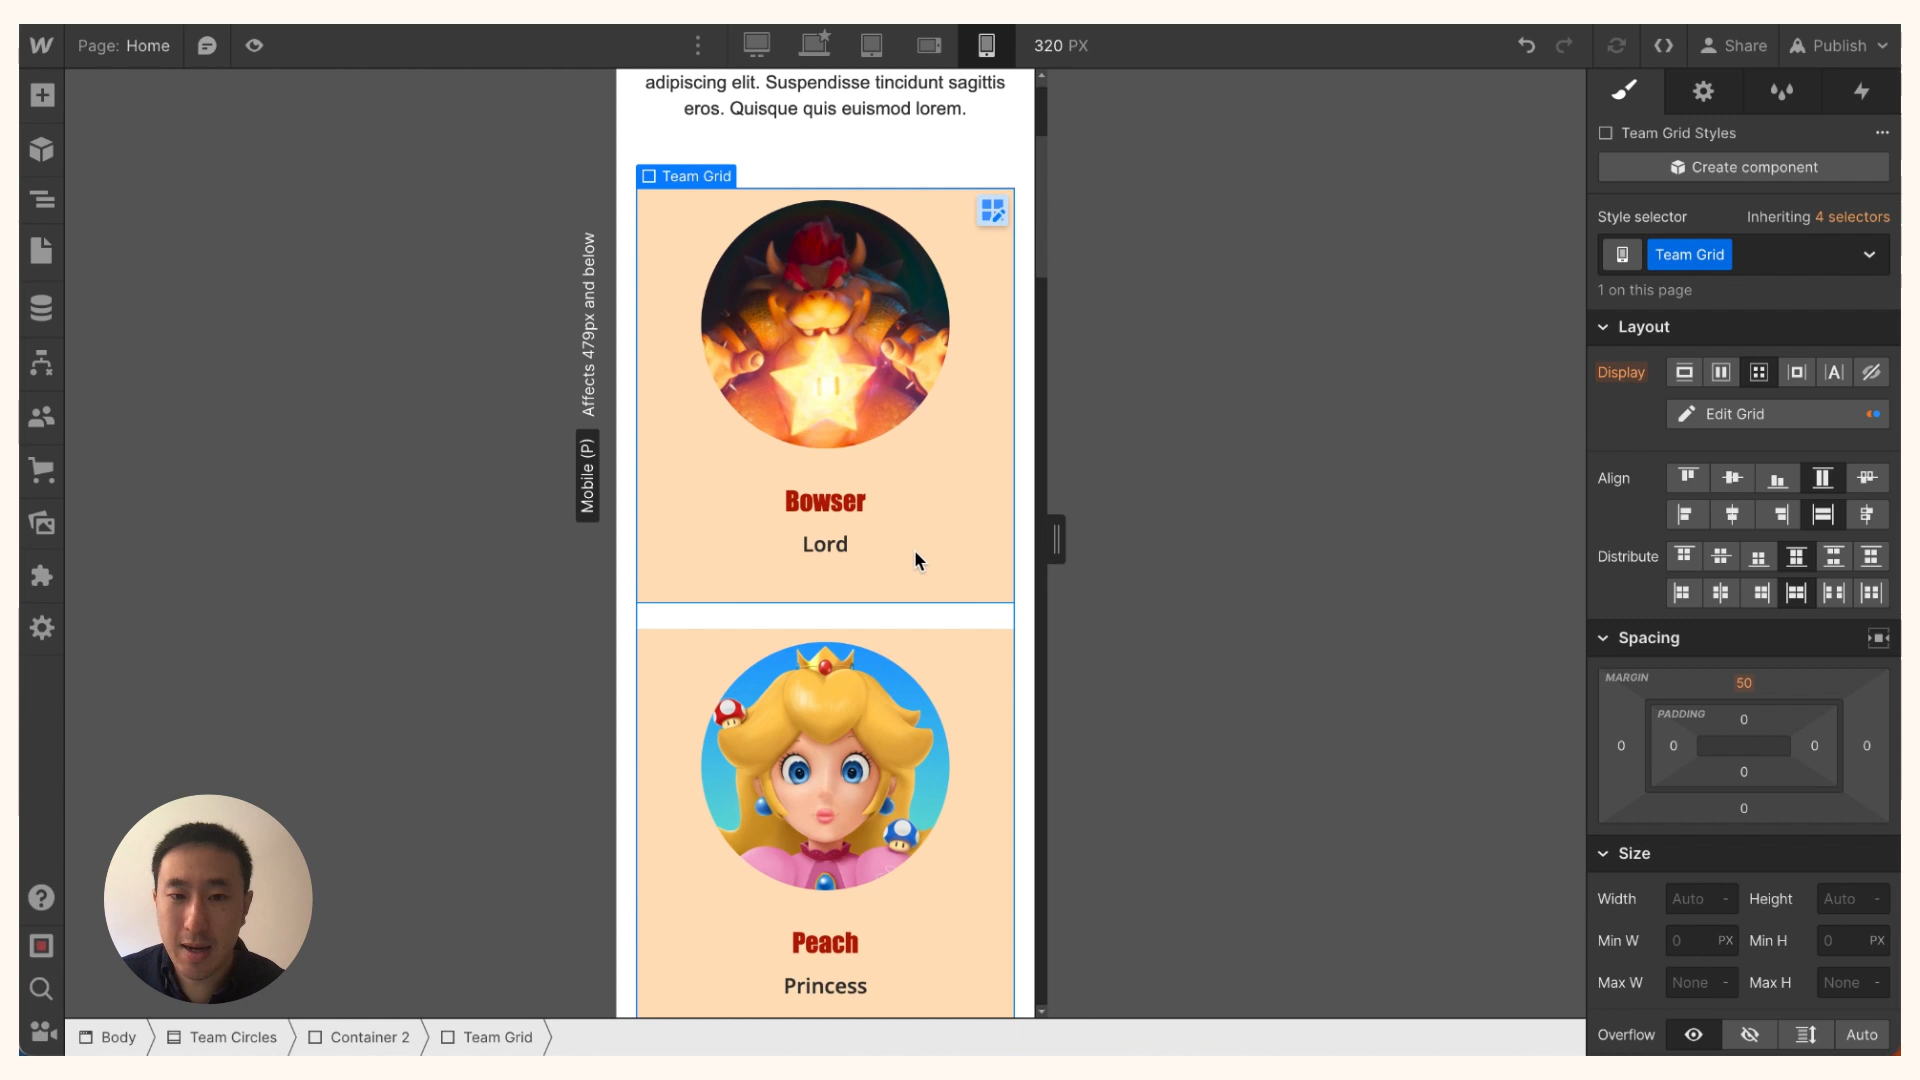 Page: Home
320 PX
Share
Publish
adipiscing elit. Suspendisse tincidunt sagittis
eros. Quisque quis euismod lorem.
Team Grid
Affects 479px and below
Mobile (P)
Bowser
Lord
Peach
Princess
Team Grid Styles
Create component
Style selector
Inheriting 4 selectors
Team Grid
1 on this page
Layout
Display
Edit Grid
Align
Distribute
Spacing
MARGIN
50
PADDING
0
0 0 0 0
0
0
Size
Width Auto - Height Auto -
Min W 0 PX Min H 0 PX
Max W None - Max H None -
Overflow Auto
Body
Team Circles
Container 2
Team Grid